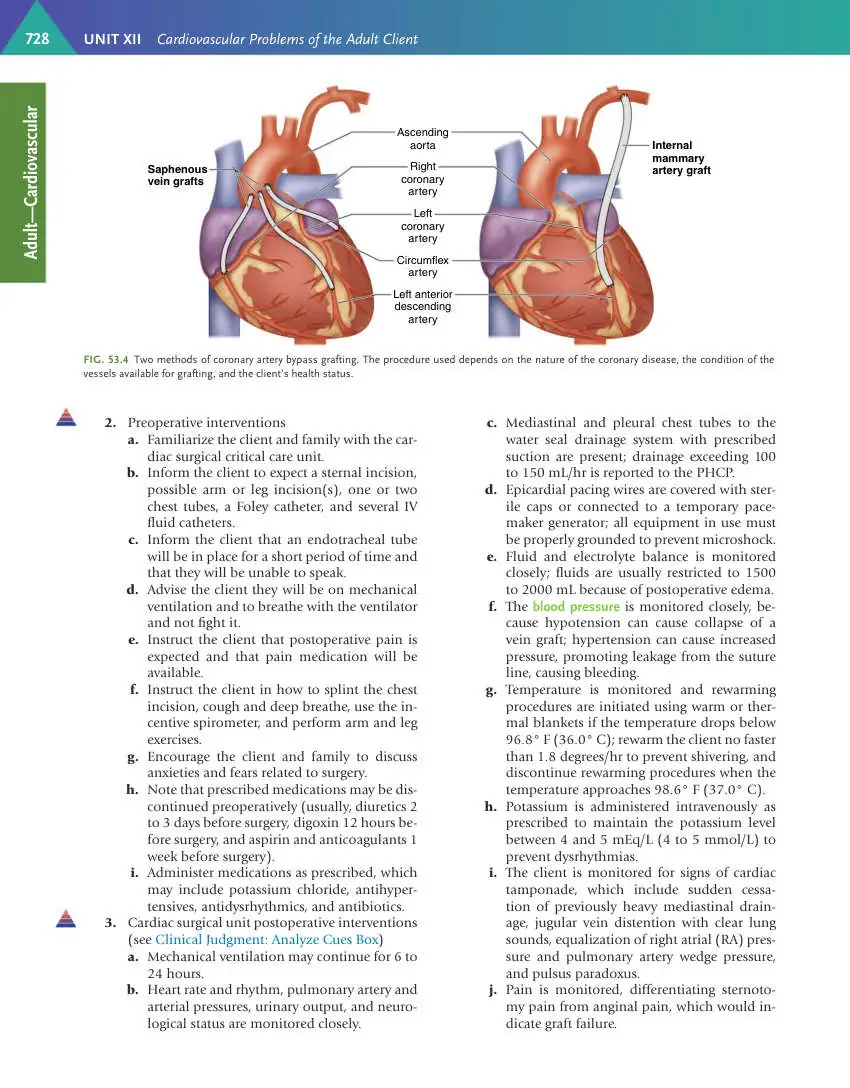 728 UNIT XII Cardiovascular Problems of the Adult Client
Adult—Cardiovascular
Saphenous
vein grafts
Ascending
aorta
Right
coronary
artery
Left
coronary
artery
Circumflex
artery
Left anterior
descending
artery
Internal
mammary
artery graft
FIG. 53.4 Two methods of coronary artery bypass grafting. The procedure used depends on the nature of the coronary disease, the condition of the
vessels available for grafting, and the client's health status.
2. Preoperative interventions
a. Familiarize the client and family with the car-
diac surgical critical care unit.
b. Inform the client to expect a sternal incision,
possible arm or leg incision(s), one or two
chest tubes, a Foley catheter, and several IV
fluid catheters.
c. Inform the client that an endotracheal tube
will be in place for a short period of time and
that they will be unable to speak.
d. Advise the client they will be on mechanical
ventilation and to breathe with the ventilator
and not fight it.
e. Instruct the client that postoperative pain is
expected and that pain medication will be
available.
f. Instruct the client in how to splint the chest
incision, cough and deep breathe, use the in-
centive spirometer, and perform arm and leg
exercises.
g. Encourage the client and family to discuss
anxieties and fears related to surgery.
h. Note that prescribed medications may be dis-
continued preoperatively (usually, diuretics 2
to 3 days before surgery, digoxin 12 hours be-
fore surgery, and aspirin and anticoagulants 1
week before surgery).
i. Administer medications as prescribed, which
may include potassium chloride, antihyper-
tensives, antidysrhythmics, and antibiotics.
3. Cardiac surgical unit postoperative interventions
(see Clinical Judgment: Analyze Cues Box)
a. Mechanical ventilation may continue for 6 to
24 hours.
b. Heart rate and rhythm, pulmonary artery and
arterial pressures, urinary output, and neuro-
logical status are monitored closely.
c. Mediastinal and pleural chest tubes to the
water seal drainage system with prescribed
suction are present; drainage exceeding 100
to 150 mL/hr is reported to the PHCP.
d. Epicardial pacing wires are covered with ster-
ile caps or connected to a temporary pace-
maker generator; all equipment in use must
be properly grounded to prevent microshock.
e. Fluid and electrolyte balance is monitored
closely; fluids are usually restricted to 1500
to 2000 mL because of postoperative edema.
f. The blood pressure is monitored closely, be-
cause hypotension can cause collapse of a
vein graft; hypertension can cause increased
pressure, promoting leakage from the suture
line, causing bleeding.
g. Temperature is monitored and rewarming
procedures are initiated using warm or ther-
mal blankets if the temperature drops below
96.8° F (36.0° C); rewarm the client no faster
than 1.8 degrees/hr to prevent shivering, and
discontinue rewarming procedures when the
temperature approaches 98.6° F (37.0° C).
h. Potassium is administered intravenously as
prescribed to maintain the potassium level
between 4 and 5 mEq/L (4 to 5 mmol/L) to
prevent dysrhythmias.
i. The client is monitored for signs of cardiac
tamponade, which include sudden cessa-
tion of previously heavy mediastinal drain-
age, jugular vein distention with clear lung
sounds, equalization of right atrial (RA) pres-
sure and pulmonary artery wedge pressure,
and pulsus paradoxus.
j. Pain is monitored, differentiating sternoto-
my pain from anginal pain, which would in-
dicate graft failure.